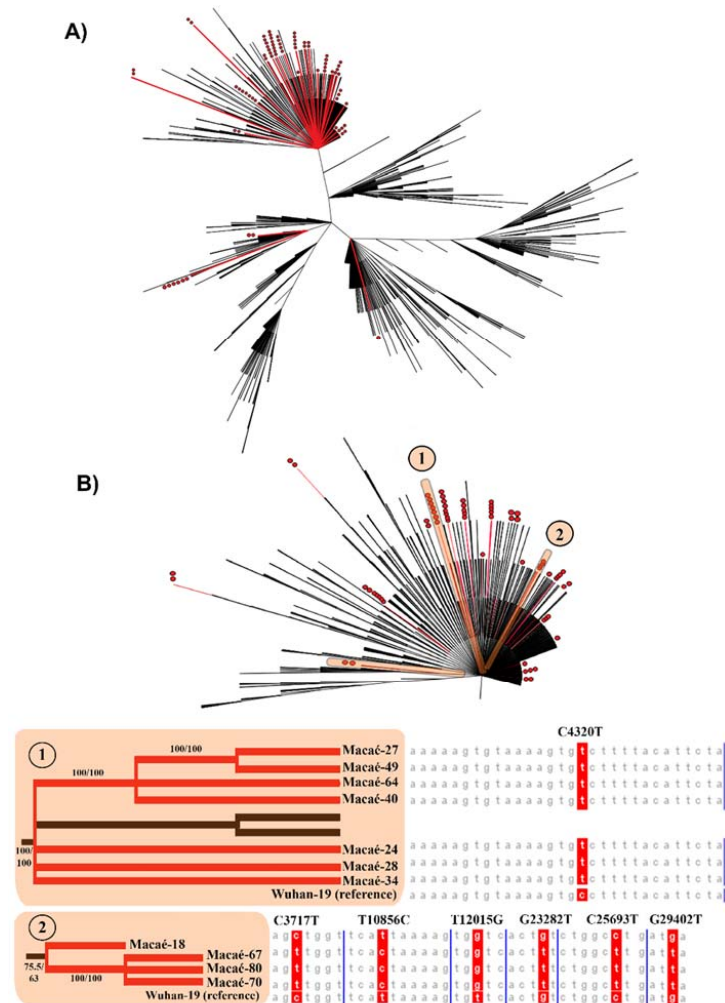 A)
B)
1
2
C4320T
1
100/100
Macaé-27
aaaaagtgtaaaagtgtcttttacattcta
Macaé-49
aaaaagtgtaaaagtgtcttttacattcta
100/100
Macaé-64
aaaaagtgtaaaagtgtcttttacattcta
Macaé-40
aaaaagtgtaaaagtgtcttttacattcta
100/
100
Macaé-24
aaaaagtgtaaaagtgtcttttacattcta
Macaé-28
aaaaagtgtaaaagtgtcttttacattcta
Macaé-34
aaaaagtgtaaaagtgtcttttacattcta
Wuhan-19 (reference)
aaaaagtgtaaaagtgccttttacattcta
C3717T T10856C T12015G G23282T C25693T G29402T
2
Macaé-18
75.5/
63
100/100
Macaé-67
Macaé-80
Macaé-70
Wuhan-19 (reference)